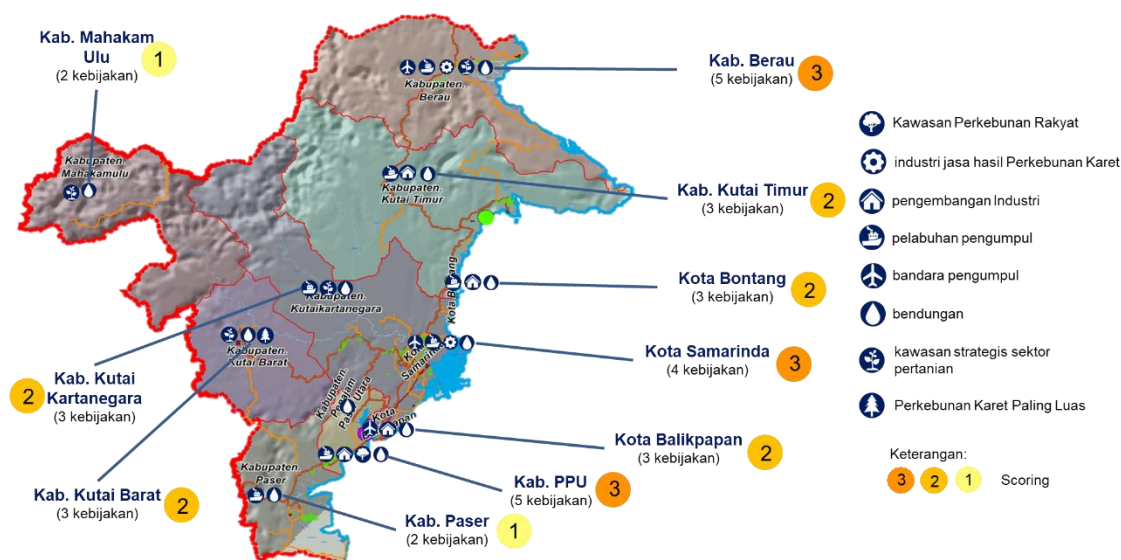 Kab. Mahakam
Ulu
(2 kebijakan)
1
Kab. Berau
(5 kebijakan)
3
Kabupaten.
Berau
Kabupaten.
Mahakamulu
Kabupaten.
Kutai Timur
Kab. Kutai Timur
(3 kebijakan)
2
Kota Bontang
Kota Bontang
(3 kebijakan)
2
Kabupaten.
Kutaikartanegara
Kabupaten.
Kutai Barat
Kota
Samarinda
Kota Samarinda
(4 kebijakan)
3
2
Kab. Kutai
Kartanegara
(3 kebijakan)
Kabupaten.
Penajam
Paser Utara
Kota
Kota Balikpapan
(3 kebijakan)
2
Kab. Kutai Barat
(3 kebijakan)
2
Kabupaten.
Paser
Kab. PPU
(5 kebijakan)
3
Kab. Paser
(2 kebijakan)
1
Kawasan Perkebunan Rakyat
industri jasa hasil Perkebunan Karet
pengembangan Industri
pelabuhan pengumpul
bandara pengumpul
bendungan
kawasan strategis sektor
pertanian
Perkebunan Karet Paling Luas
Keterangan:
3 2 1 Scoring